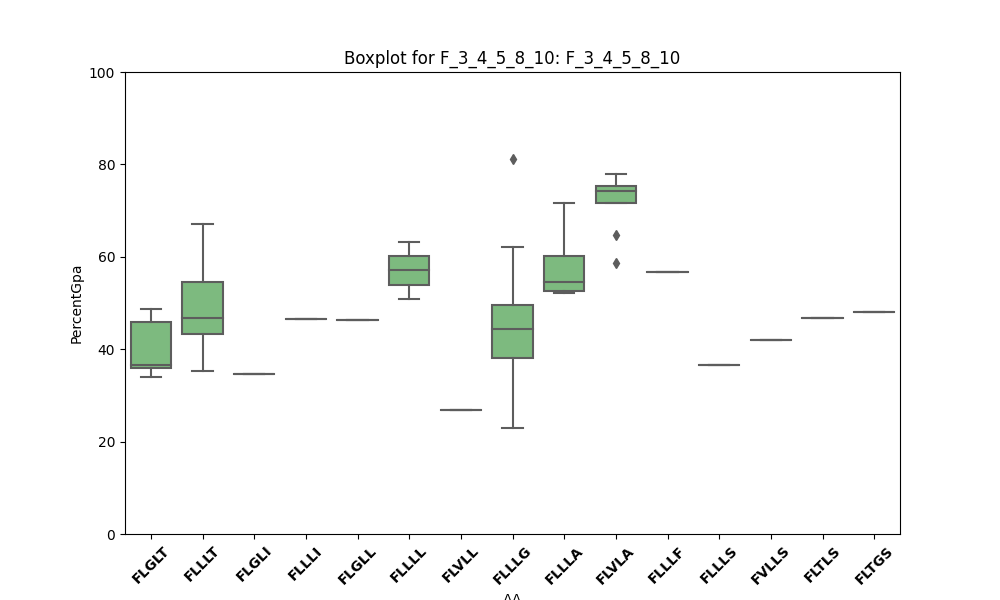 Boxplot for F_3_4_5_8_10: F_3_4_5_8_10
100
80
60
40
20
0
PercentGpa
FLGLT FLLLT FLGLI FLLLI FLGLL FLLLL FLVLL FLLLG FLLLA FLVLA FLLLF FLLLS FVLLS FLTLS FLTGS
AA